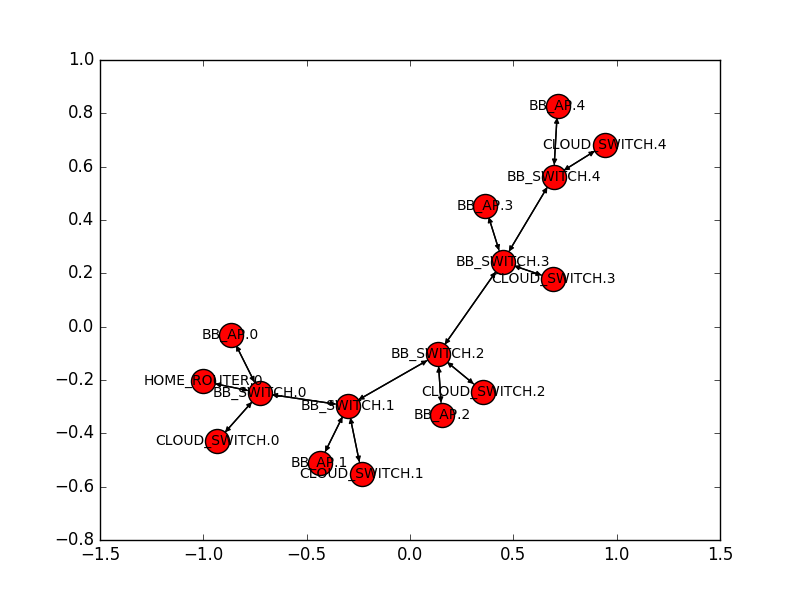 1.0
BB_AP.4
0.8
CLOUD_SWITCH.4
0.6
BB_SWITCH.4
BB_AP.3
0.4
BB_SWITCH.3
0.2
CLOUD_SWITCH.3
0.0
BB_AP.0
BB_SWITCH.2
−0.2
HOME_ROUTER.0
BB_SWITCH.0
CLOUD_SWITCH.2
BB_SWITCH.1
BB_AP.2
−0.4
CLOUD_SWITCH.0
BB_AP.1
CLOUD_SWITCH.1
−0.6
−0.8
−1.5 −1.0 −0.5 0.0 0.5 1.0 1.5